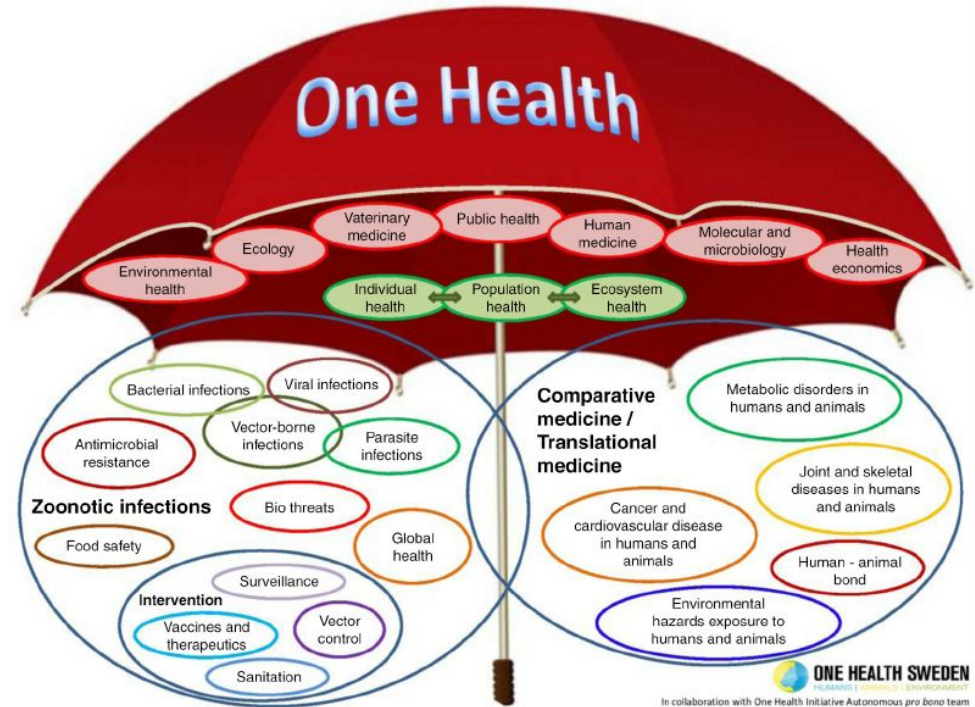 One Health
Vaterinary
medicine
Public health
Human
medicine
Molecular and
microbiology
Ecology
Health
economics
Environmental
health
Individual
health
Population
health
Ecosystem
health
Bacterial infections
Viral infections
Vector-borne
infections
Parasite
infections
Antimicrobial
resistance
Zoonotic infections
Bio threats
Food safety
Global
health
Surveillance
Intervention
Vaccines and
therapeutics
Vector
control
Sanitation
Comparative
medicine /
Translational
medicine
Metabolic disorders in
humans and animals
Joint and skeletal
diseases in humans
and animals
Cancer and
cardiovascular disease
in humans and
animals
Human - animal
bond
Environmental
hazards exposure to
humans and animals
ONE HEALTH SWEDEN
HUMANS | ANIMALS | ENVIRONMENT
In collaboration with One Health Initiative Autonomous pro bono team